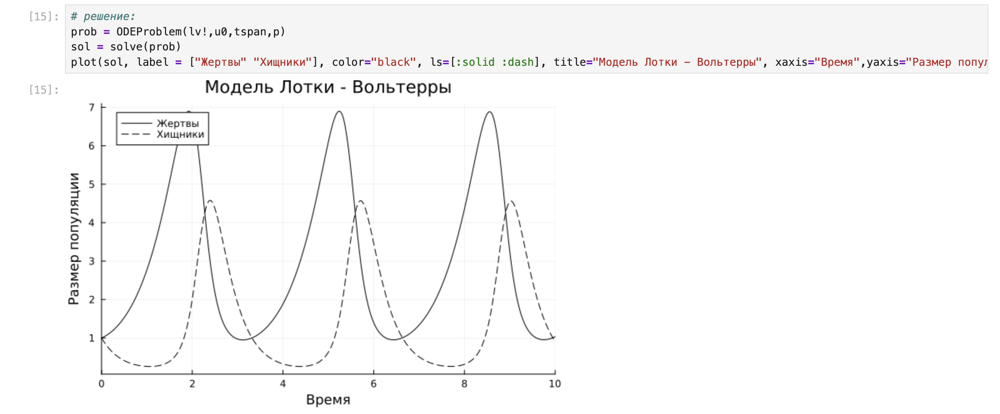 [15]:
# решение:
prob = ODEProblem(lv!,u0,tspan,p)
sol = solve(prob)
plot(sol, label = ["Жертвы" "Хищники"], color="black", ls=[:solid :dash], title="Модель Лотки – Вольтерры", xaxis="Время",yaxis="Размер попул
[15]:
Модель Лотки - Вольтерры
Жертвы
Хищники
7
6
5
4
3
2
1
Размер популяции
0 2 4 6 8 10
Время